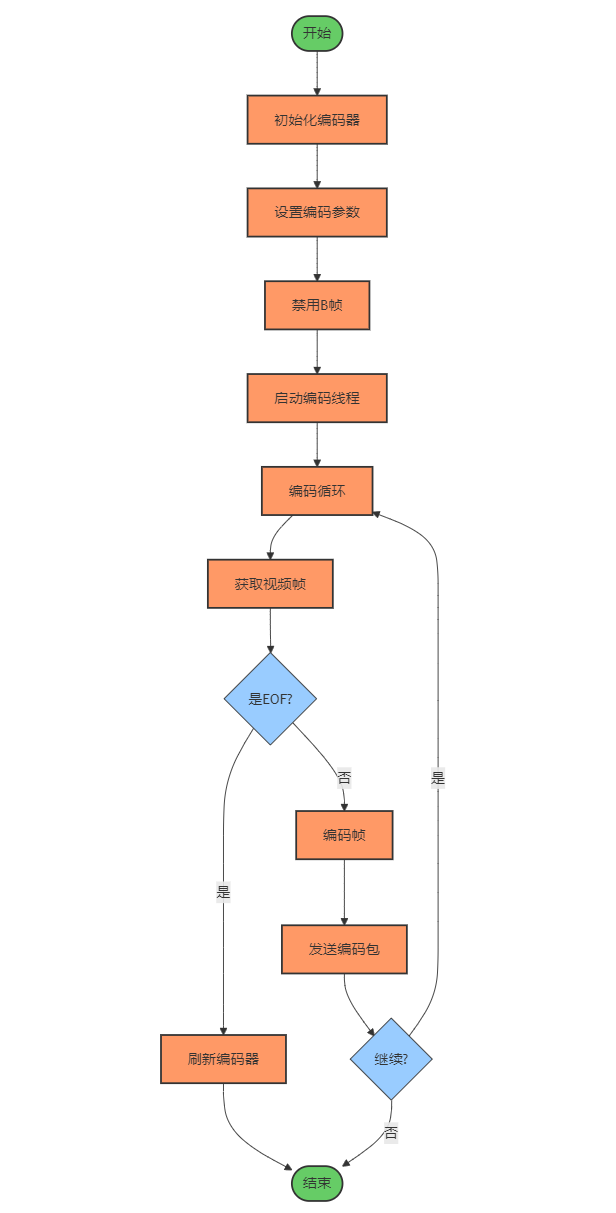 开始
初始化编码器
设置编码参数
禁用B帧
启动编码线程
编码循环
获取视频帧
是EOF?
否
是
编码帧
是
发送编码包
刷新编码器
继续?
否
结束